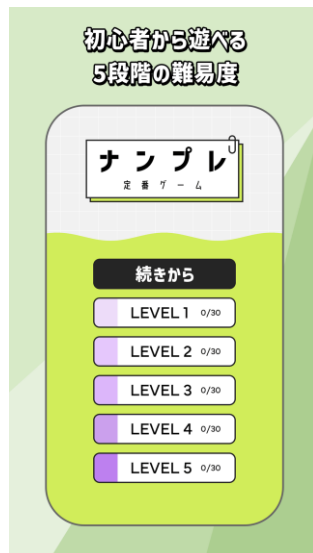 初心者から遊べる
5段階の難易度
ナンプレ
定番ゲーム
続きから
LEVEL 1 0/30
LEVEL 2 0/30
LEVEL 3 0/30
LEVEL 4 0/30
LEVEL 5 0/30